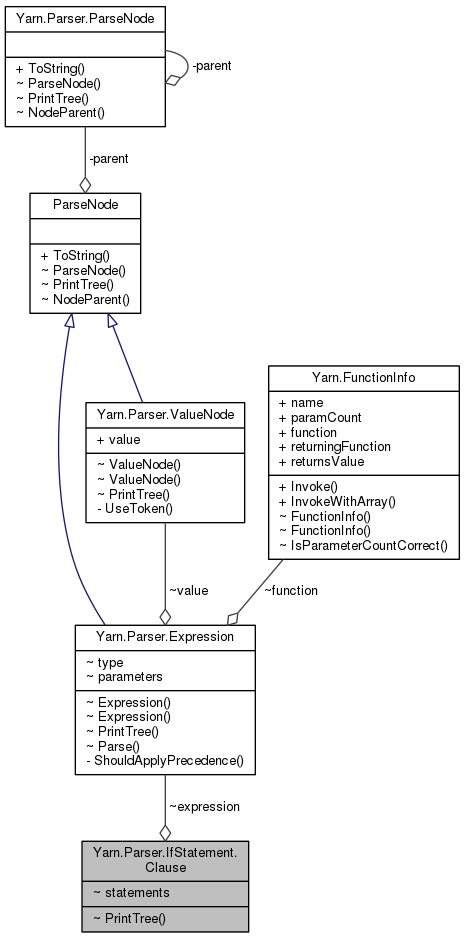 Yarn.Parser.ParseNode
+ ToString()
~ ParseNode()
~ PrintTree()
~ NodeParent()
-parent
-parent
ParseNode
+ ToString()
~ ParseNode()
~ PrintTree()
~ NodeParent()
Yarn.Parser.ValueNode
+ value
~ ValueNode()
~ ValueNode()
~ PrintTree()
- UseToken()
Yarn.FunctionInfo
+ name
+ paramCount
+ function
+ returningFunction
+ returnsValue
+ Invoke()
+ InvokeWithArray()
~ FunctionInfo()
~ FunctionInfo()
~ IsParameterCountCorrect()
~value
~function
Yarn.Parser.Expression
~ type
~ parameters
~ Expression()
~ Expression()
~ PrintTree()
~ Parse()
- ShouldApplyPrecedence()
~expression
Yarn.Parser.IfStatement.
Clause
~ statements
~ PrintTree()